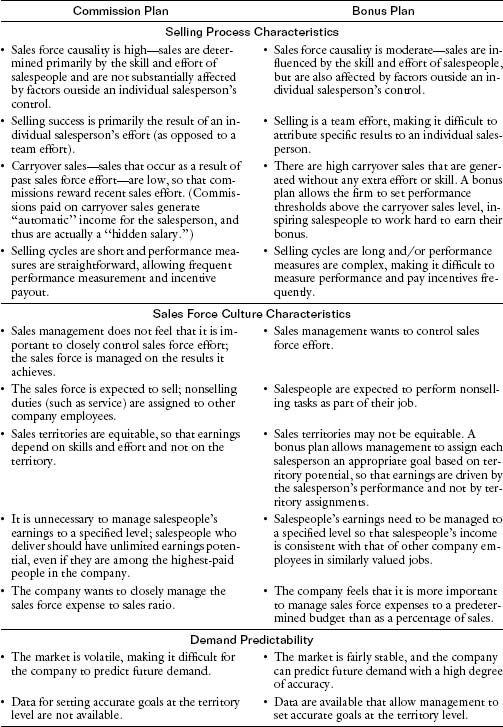 Commission Plan
Bonus Plan
Selling Process Characteristics
• Sales force causality is high—sales are deter-
mined primarily by the skill and effort of
salespeople and are not substantially affected
by factors outside an individual salesperson's
control.
• Sales force causality is moderate—sales are in-
fluenced by the skill and effort of salespeople,
but are also affected by factors outside an in-
dividual salesperson's control.
• Selling success is primarily the result of an in-
dividual salesperson's effort (as opposed to a
team effort).
• Selling is a team effort, making it difficult to
attribute specific results to an individual sales-
person.
• Carryover sales—sales that occur as a result of
past sales force effort—are low, so that com-
missions reward recent sales effort. (Commis-
sions paid on carryover sales generate
“automatic” income for the salesperson, and
thus are actually a “hidden salary.”)
• There are high carryover sales that are gener-
ated without any extra effort or skill. A bonus
plan allows the firm to set performance
thresholds above the carryover sales level, in-
spiring salespeople to work hard to earn their
bonus.
• Selling cycles are short and performance mea-
sures are straightforward, allowing frequent
performance measurement and incentive
payout.
• Selling cycles are long and/or performance
measures are complex, making it difficult to
measure performance and pay incentives fre-
quently.
Sales Force Culture Characteristics
• Sales management does not feel that it is im-
portant to closely control sales force effort;
the sales force is managed on the results it
achieves.
• Sales management wants to control sales
force effort.
• The sales force is expected to sell; nonselling
duties (such as service) are assigned to other
company employees.
• Salespeople are expected to perform nonsell-
ing tasks as part of their job.
• Sales territories are equitable, so that earnings
depend on skills and effort and not on the
territory.
• Sales territories may not be equitable. A
bonus plan allows management to assign each
salesperson an appropriate goal based on ter-
ritory potential, so that earnings are driven by
the salesperson's performance and not by ter-
ritory assignments.
• It is unnecessary to manage salespeople's
earnings to a specified level; salespeople who
deliver should have unlimited earnings poten-
tial, even if they are among the highest-paid
people in the company.
• Salespeople's earnings need to be managed to
a specified level so that salespeople's income
is consistent with that of other company em-
ployees in similarly valued jobs.
• The company wants to closely manage the
sales force expense to sales ratio.
• The company feels that it is more important
to manage sales force expenses to a predeter-
mined budget than as a percentage of sales.
Demand Predictability
• The market is volatile, making it difficult for
the company to predict future demand.
• The market is fairly stable, and the company
can predict future demand with a high degree
of accuracy.
• Data for setting accurate goals at the territory
level are not available.
• Data are available that allow management to
set accurate goals at the territory level.